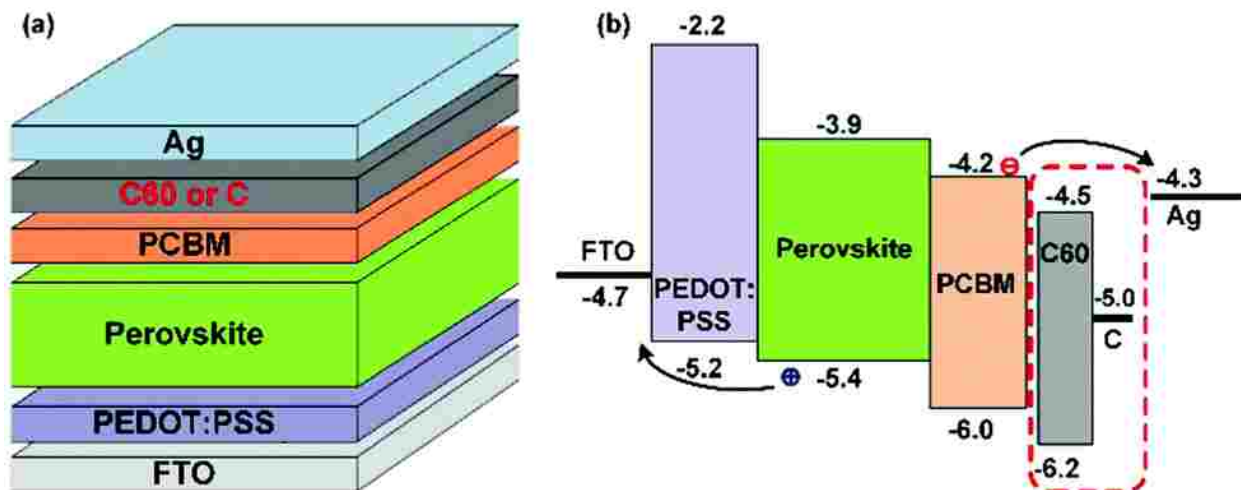 (a)
Ag
C60 or C
PCBM
Perovskite
PEDOT:PSS
FTO
(b)
-2.2
-3.9
-4.2
⊖
-4.3
Ag
-4.5
C60
FTO
-4.7
PEDOT:
PSS
Perovskite
PCBM
-5.0
C
-5.2
⊕
-5.4
-6.0
-6.2